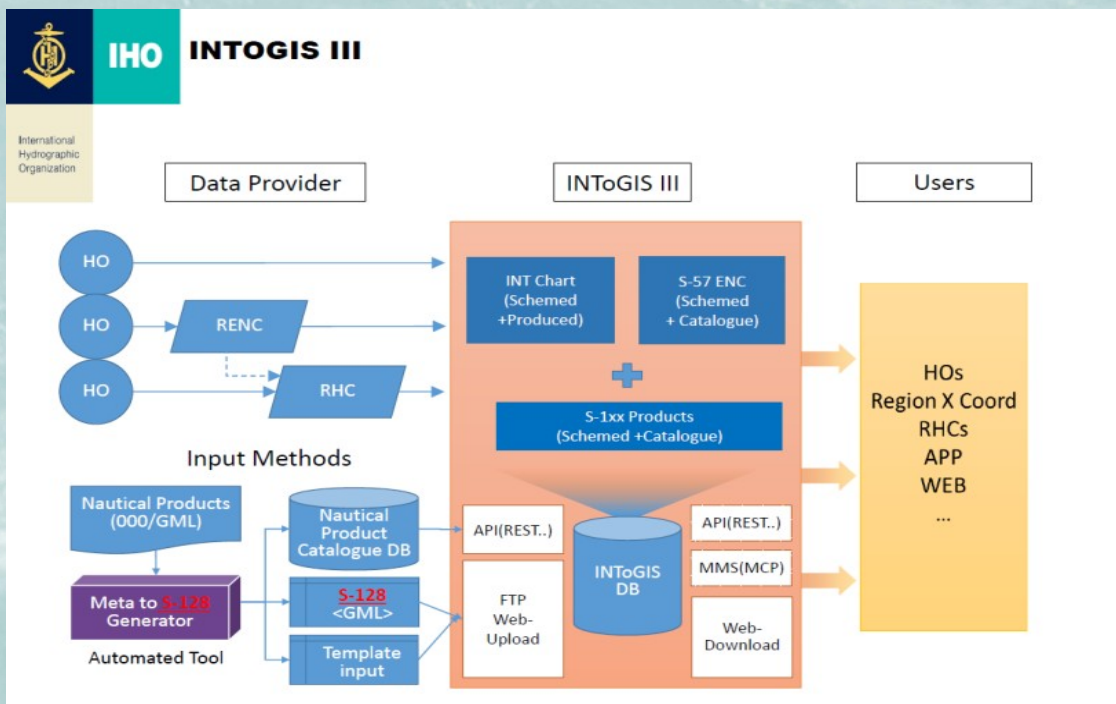 IHO
INTOGIS III
International
Hydrographic
Organization
Data Provider
INToGIS III
Users
HO
HO
RENC
HO
RHC
INT Chart
(Schemed
+Produced)
S-57 ENC
(Schemed
+ Catalogue)
S-1xx Products
(Schemed +Catalogue)
HOs
Region X Coord
RHCs
APP
WEB
...
Input Methods
Nautical Products
(000/GML)
Meta to S-128
Generator
Automated Tool
Nautical
Product
Catalogue DB
S-128
<GML>
Template
input
API(REST..)
FTP
Web-
Upload
INToGIS
DB
API(REST..)
MMS(MCP)
Web-
Download